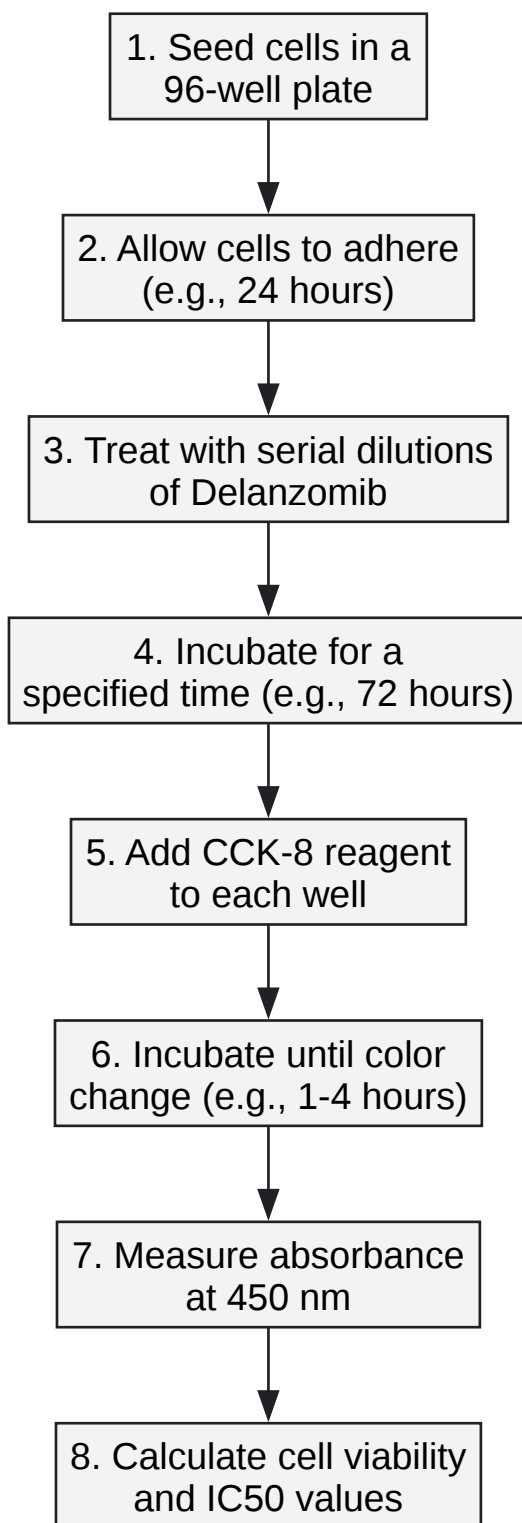 1. Seed cells in a
96-well plate
2. Allow cells to adhere
(e.g., 24 hours)
3. Treat with serial dilutions
of Delanzomib
4. Incubate for a
specified time (e.g., 72 hours)
5. Add CCK-8 reagent
to each well
6. Incubate until color
change (e.g., 1-4 hours)
7. Measure absorbance
at 450 nm
8. Calculate cell viability
and IC50 values